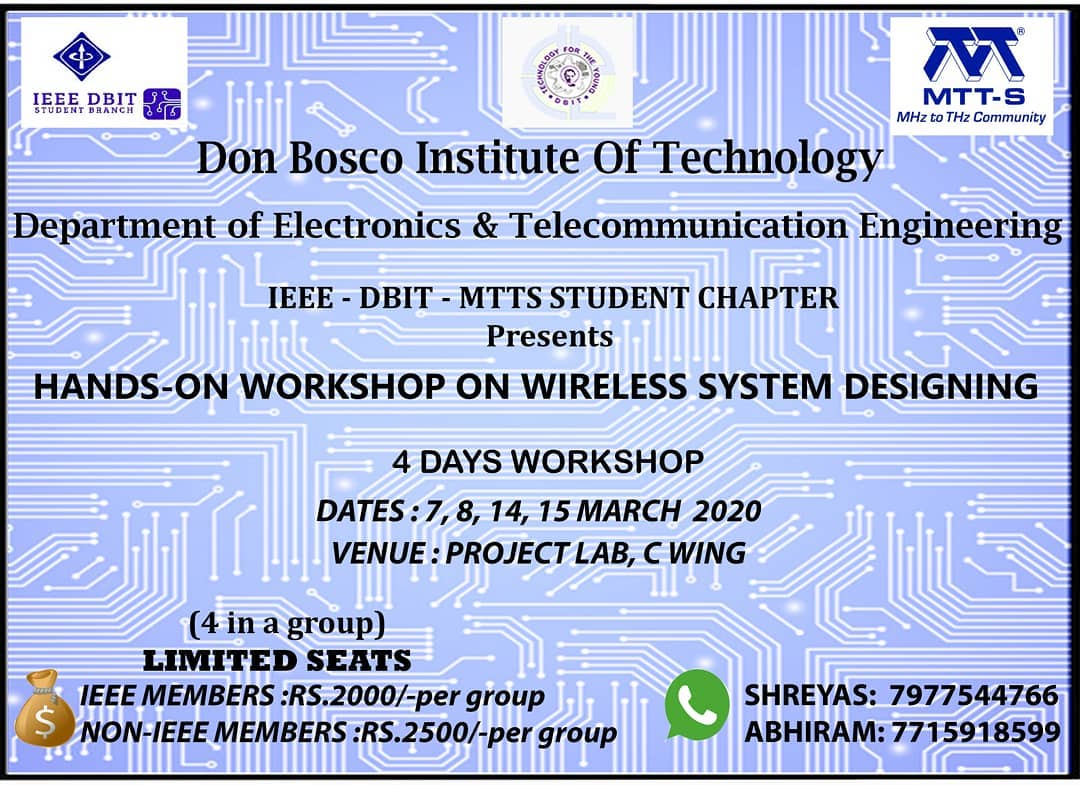 IEEE DBIT
STUDENT BRANCH
TECHNOLOGY FOR THE YOUNG
DBIT
MTT-S
®
MHz to THz Community
Don Bosco Institute Of Technology
Department of Electronics & Telecommunication Engineering
IEEE - DBIT - MTTS STUDENT CHAPTER
Presents
HANDS-ON WORKSHOP ON WIRELESS SYSTEM DESIGNING
4 DAYS WORKSHOP
DATES : 7, 8, 14, 15 MARCH 2020
VENUE : PROJECT LAB, C WING
(4 in a group)
LIMITED SEATS
IEEE MEMBERS :RS.2000/-per group
NON-IEEE MEMBERS :RS.2500/-per group
$
SHREYAS: 7977544766
ABHIRAM: 7715918599